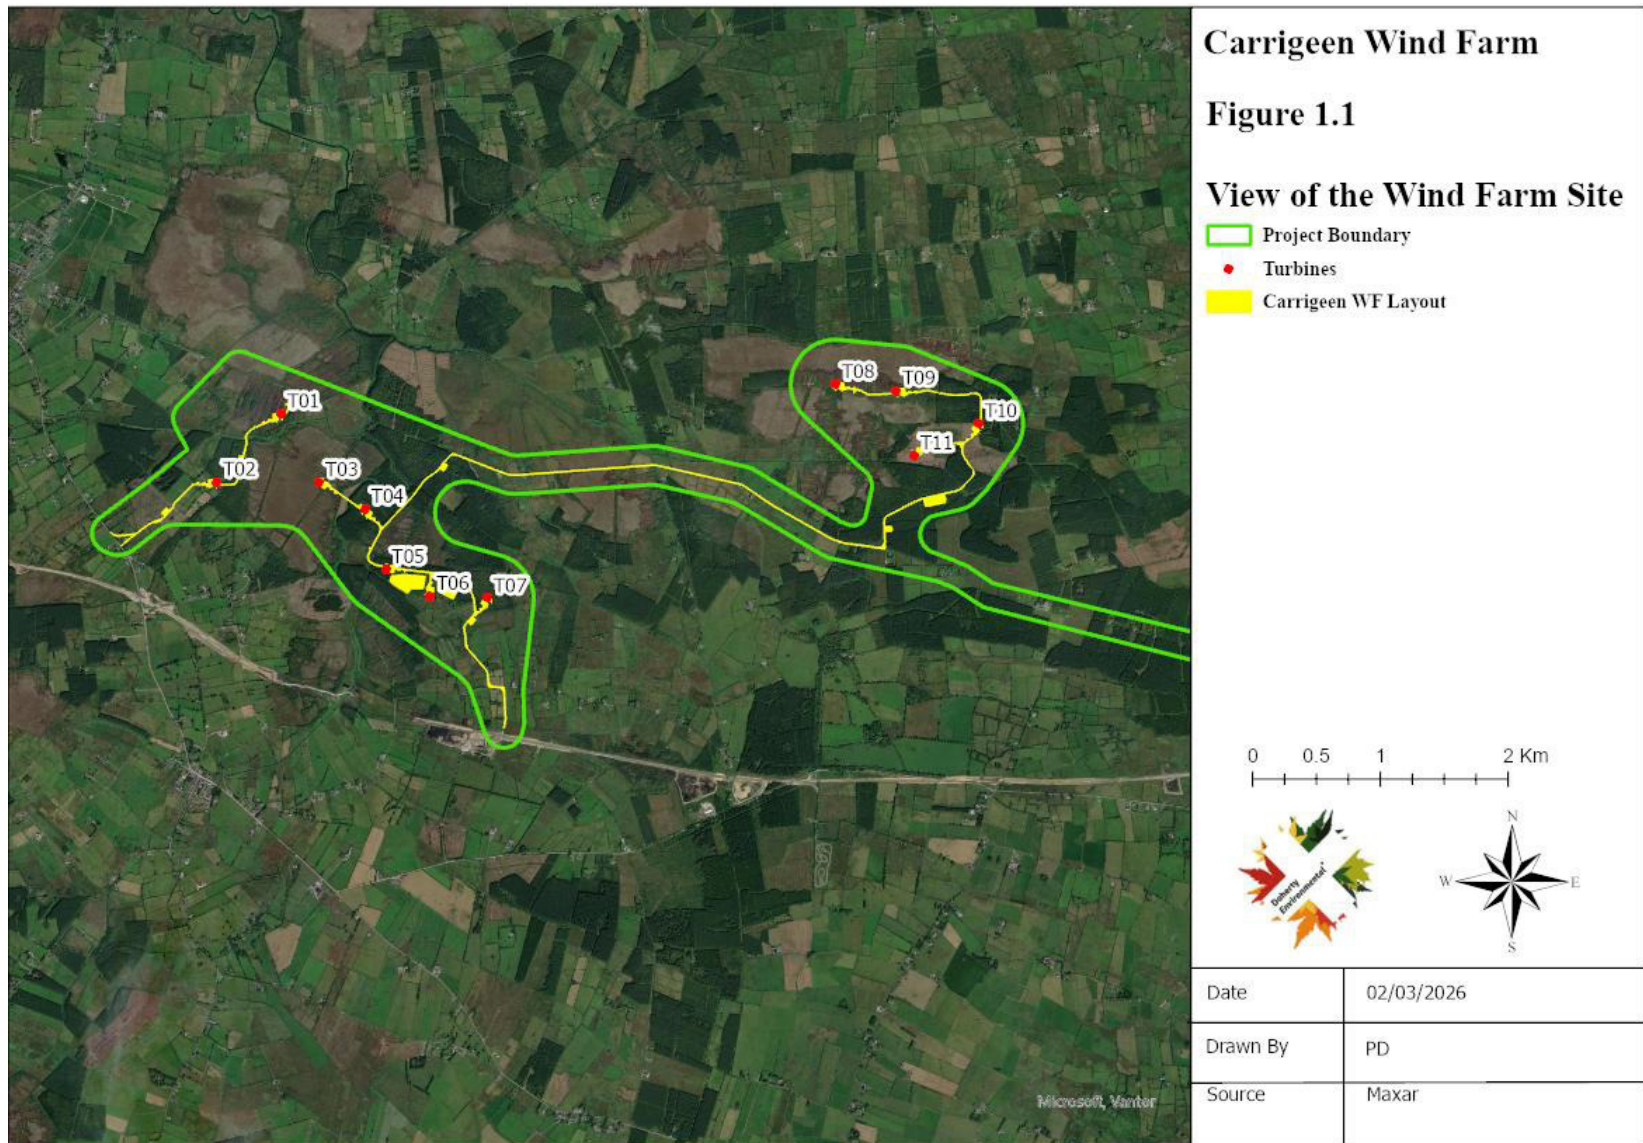 Carrigeen Wind Farm
Figure 1.1
View of the Wind Farm Site
Project Boundary
Turbines
Carrigeen WF Layout
T01
T02
T03
T04
T05
T06
T07
T08
T09
T10
T11
0 0.5 1 2 Km
Doherty
Environmental
N
W E
S
Date 02/03/2026
Drawn By PD
Source Maxar
Microsoft, Vantor